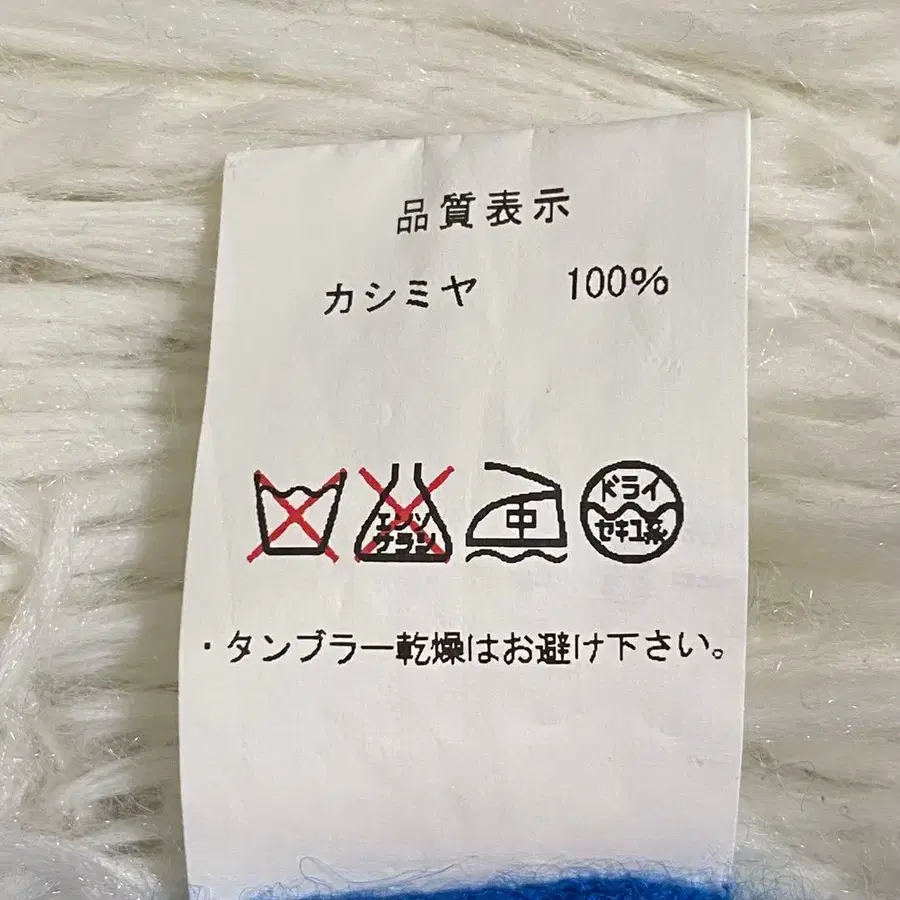 品質表示
カシミヤ 100%
エンソ
サラシ
中
ドライ
セキユ系
・タンブラー乾燥はお避け下さい。